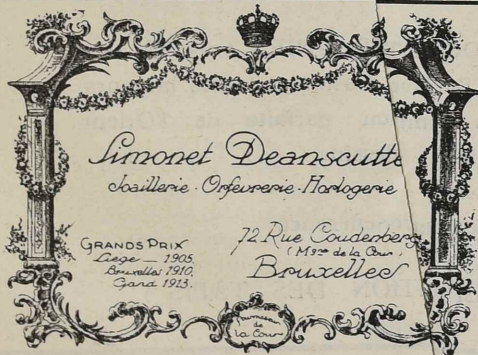 Simonet Deanscutte
Joaillerie - Orfèvrerie - Horlogerie
GRANDS PRIX
Liege — 1905.
Bruxelles 1910.
Gand 1913.
72 Rue Coudenberg
(Mgne de la Cour)
Bruxelles
Fournisseur
de
la Cour